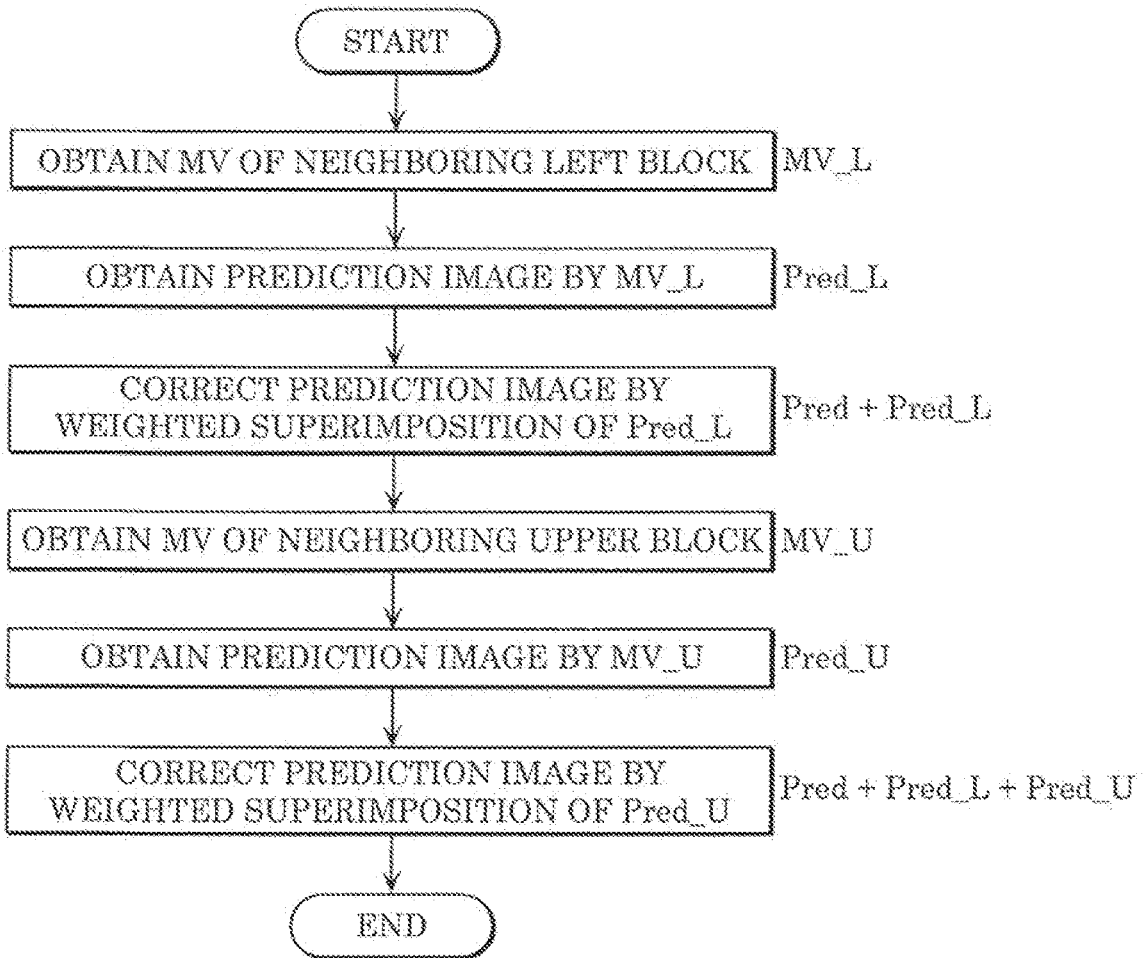 START
OBTAIN MV OF NEIGHBORING LEFT BLOCK MV_L
OBTAIN PREDICTION IMAGE BY MV_L Pred_L
CORRECT PREDICTION IMAGE BY
WEIGHTED SUPERIMPOSITION OF Pred_L
Pred + Pred_L
OBTAIN MV OF NEIGHBORING UPPER BLOCK MV_U
OBTAIN PREDICTION IMAGE BY MV_U Pred_U
CORRECT PREDICTION IMAGE BY
WEIGHTED SUPERIMPOSITION OF Pred_U
Pred + Pred_L + Pred_U
END